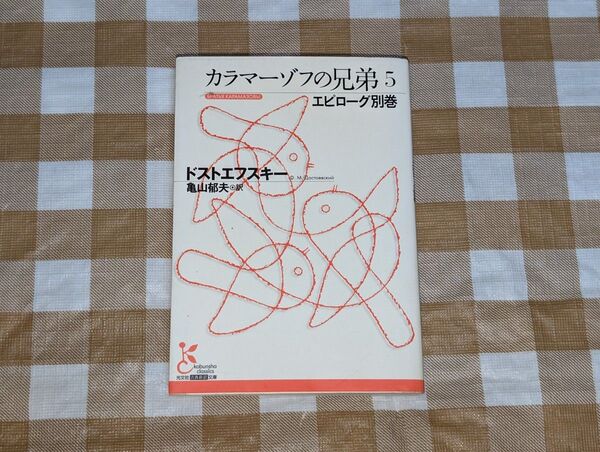 カラマーゾフの兄弟 5
БРАТЬЯ КАРАМАЗОВЫ
エピローグ別巻
ドストエフスキー
Ф. М. Достоевский
亀山郁夫 訳
kobunsha
classics
光文社 古典新訳 文庫